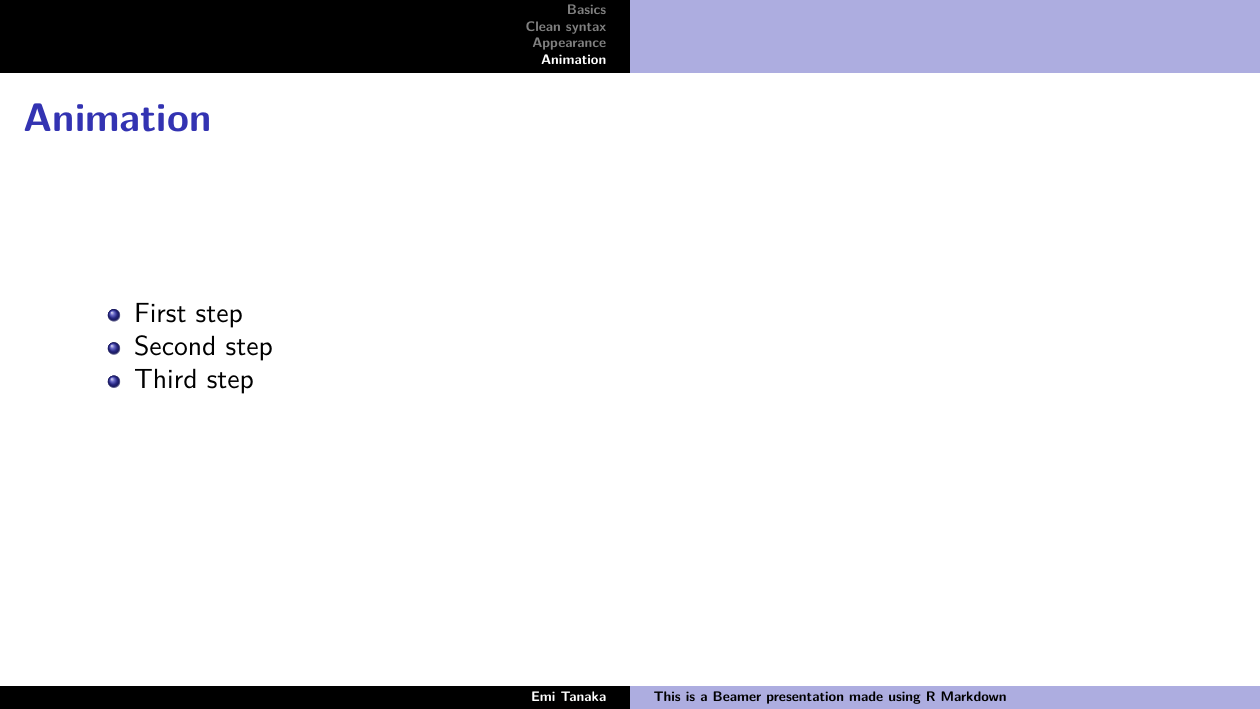 Basics
Clean syntax
Appearance
Animation
Animation
First step
Second step
Third step
Emi Tanaka
This is a Beamer presentation made using R Markdown